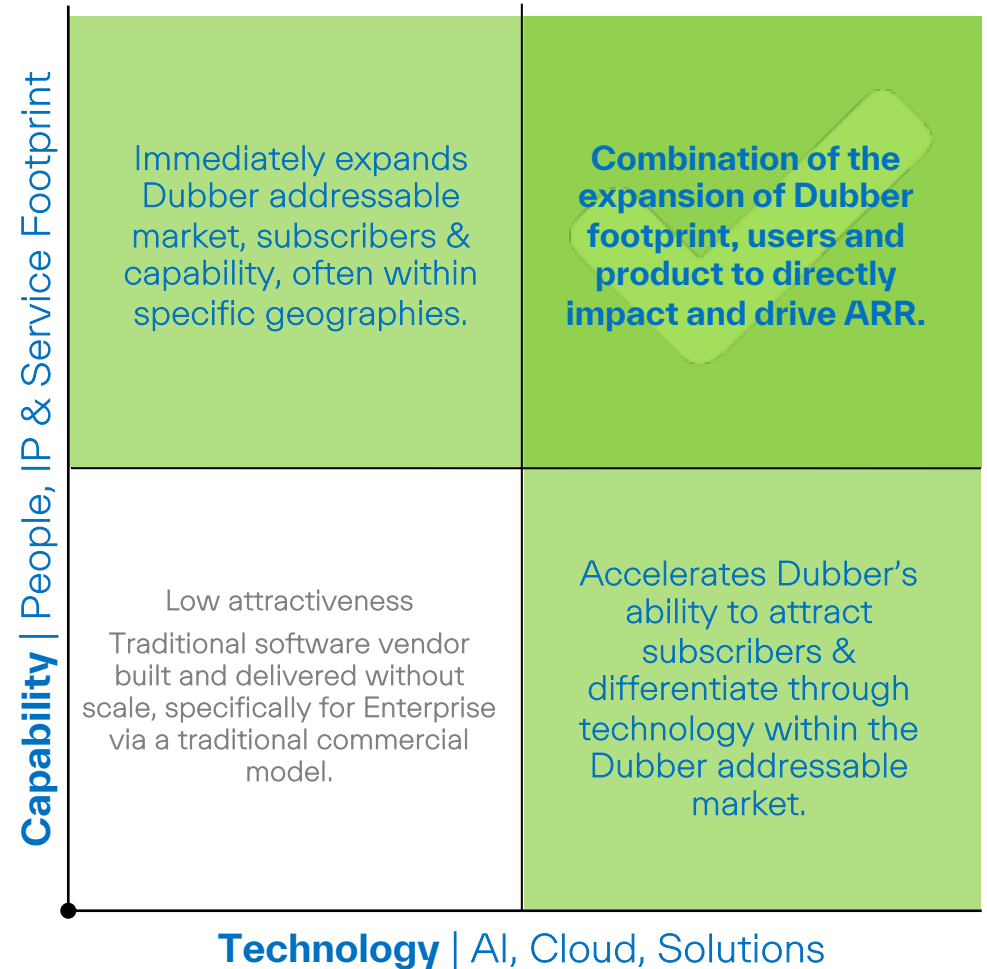 Capability | People, IP & Service Footprint
Immediately expands
Dubber addressable
market, subscribers &
capability, often within
specific geographies.
Combination of the
expansion of Dubber
footprint, users and
product to directly
impact and drive ARR.
Low attractiveness
Traditional software vendor
built and delivered without
scale, specifically for Enterprise
via a traditional commercial
model.
Accelerates Dubber’s
ability to attract
subscribers &
differentiate through
technology within the
Dubber addressable
market.
Technology | AI, Cloud, Solutions